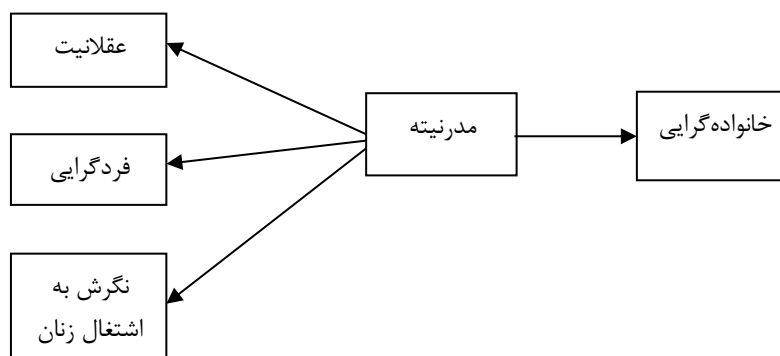 عقلانیت
مدرنیته
خانواده‌گرایی
فردگرایی
نگرش به
اشتغال زنان